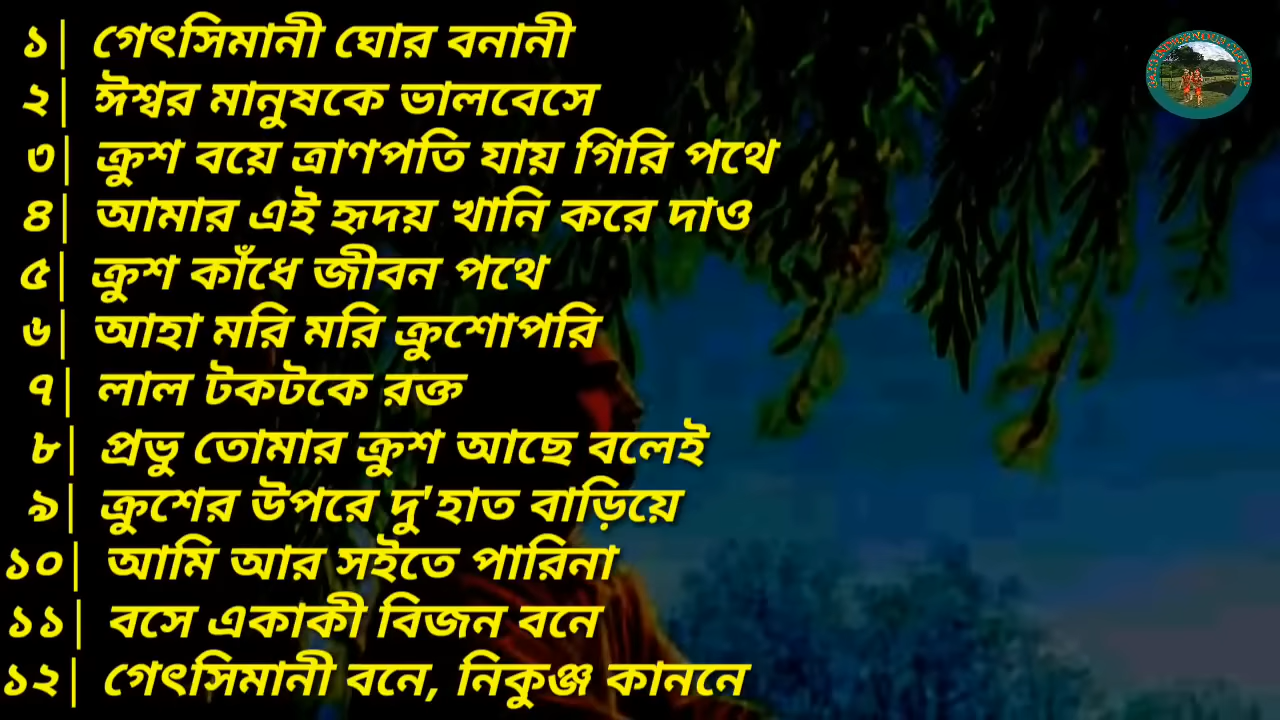 ১| গেৎসিমানী ঘোর বনানী
২| ঈশ্বর মানুষকে ভালবেসে
৩| ক্রুশ বয়ে ত্রাণপতি যায় গিরি পথে
৪| আমার এই হৃদয় খানি করে দাও
৫| ক্রুশ কাঁধে জীবন পথে
৬| আহা মরি মরি ক্রুশোপরি
৭| লাল টকটকে রক্ত
৮| প্রভু তোমার ক্রুশ আছে বলেই
৯| ক্রুশের উপরে দু'হাত বাড়িয়ে
১০| আমি আর সইতে পারিনা
১১| বসে একাকী বিজন বনে
১২| গেৎসিমানী বনে, নিকুঞ্জ কাননে